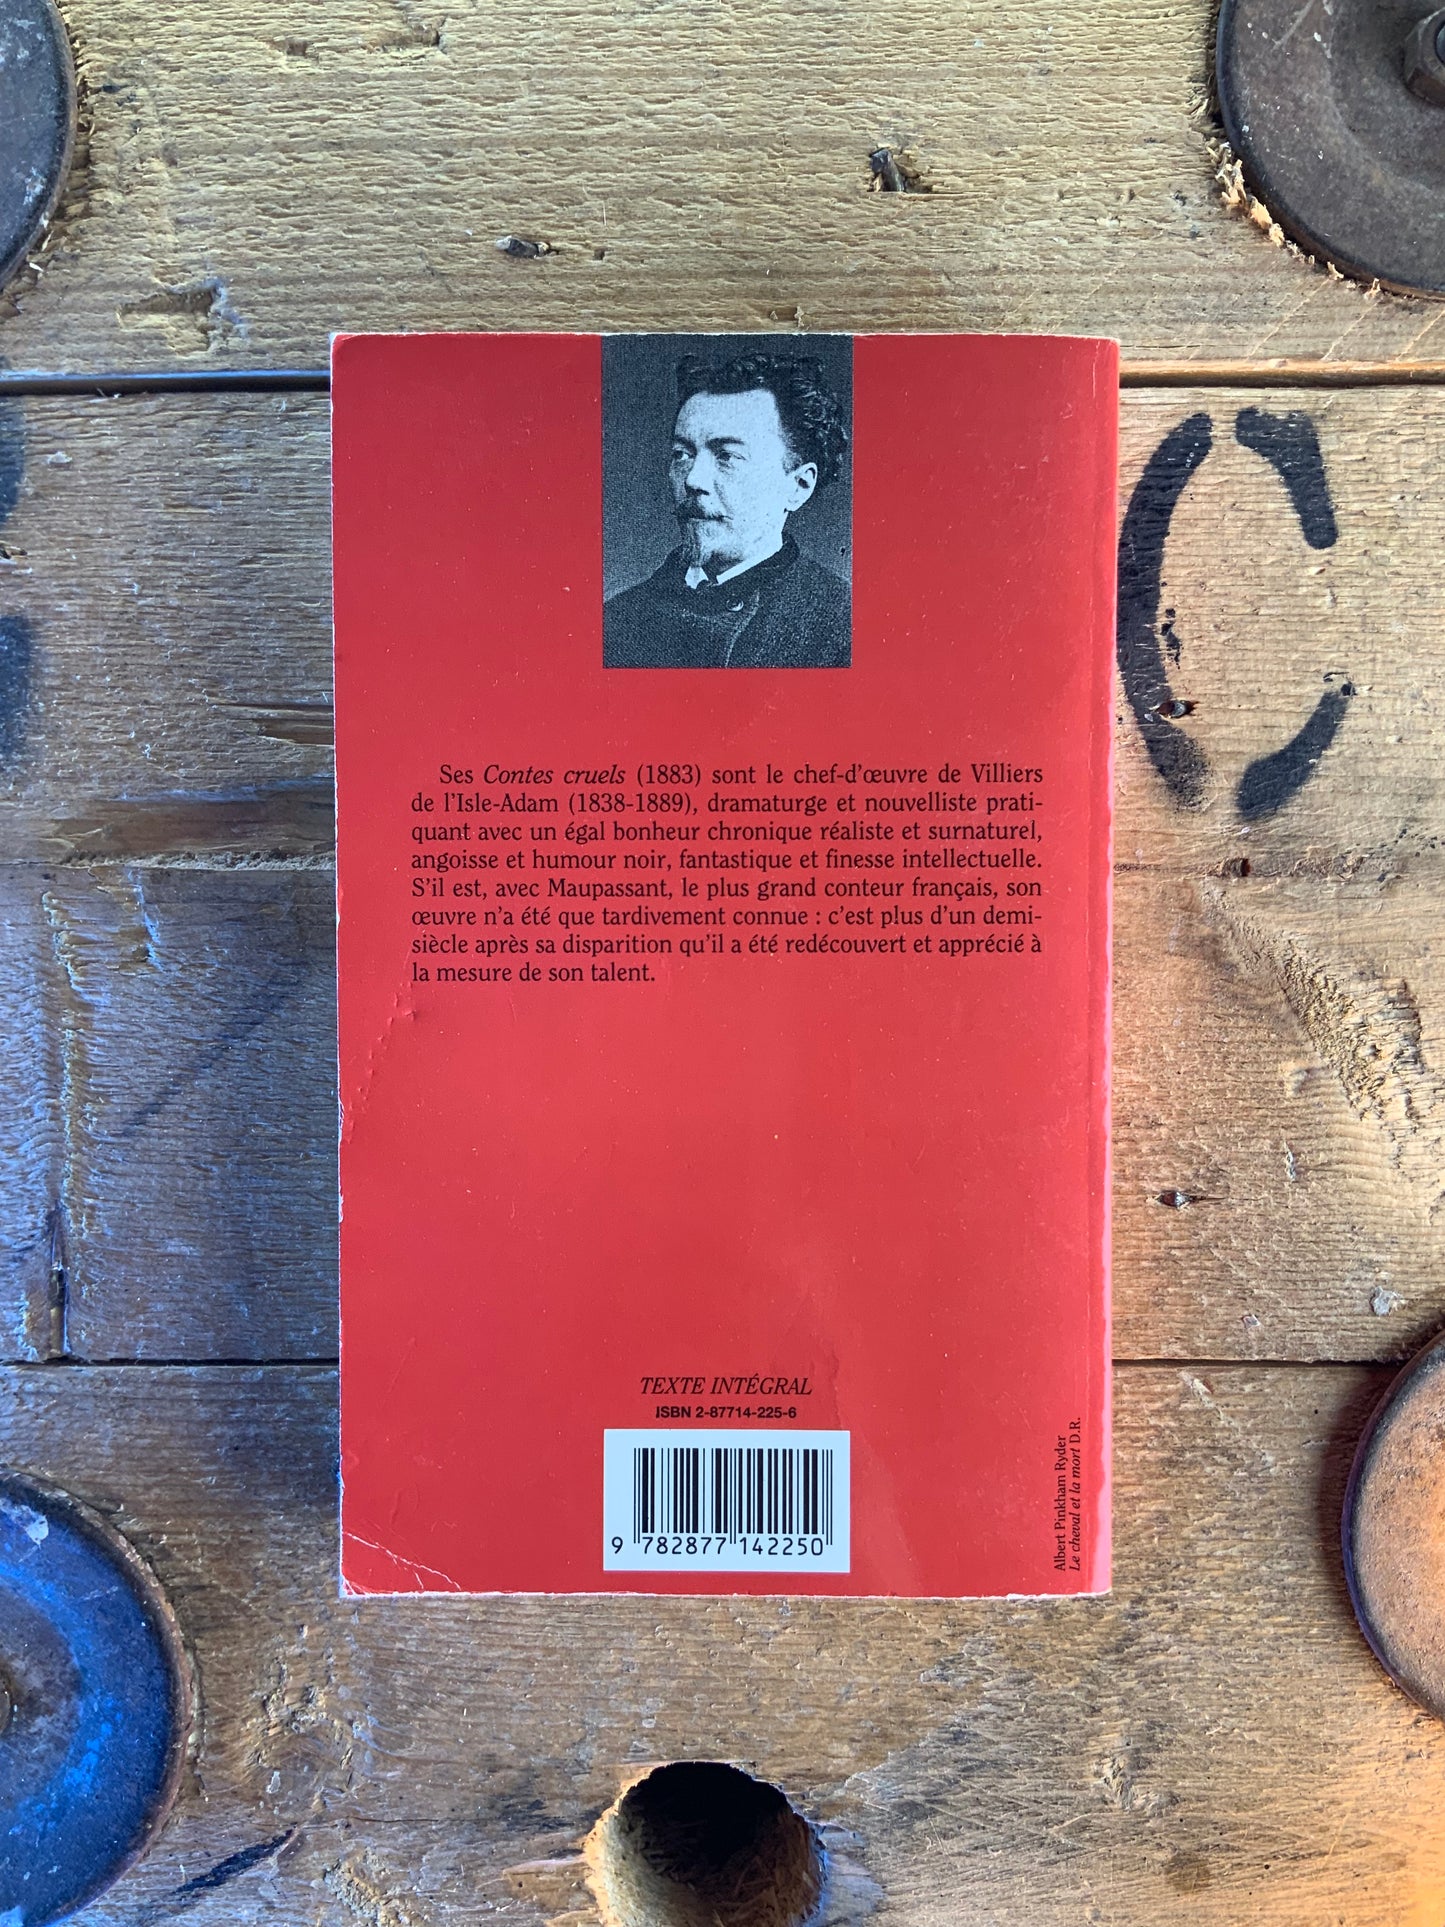 Ses Contes cruels (1883) sont le chef-d'œuvre de Villiers
de l'Isle-Adam (1838-1889), dramaturge et nouvelliste prati-
quant avec un égal bonheur chronique réaliste et surnaturel,
angoisse et humour noir, fantastique et finesse intellectuelle.
S'il est, avec Maupassant, le plus grand conteur français, son
œuvre n'a été que tardivement connue : c'est plus d'un demi-
siècle après sa disparition qu'il a été redécouvert et apprécié à
la mesure de son talent.
TEXTE INTÉGRAL
ISBN 2-87714-225-6
9 782877 142250
Albert Pinkham Ryder
Le cheval et la mort D.R.
C